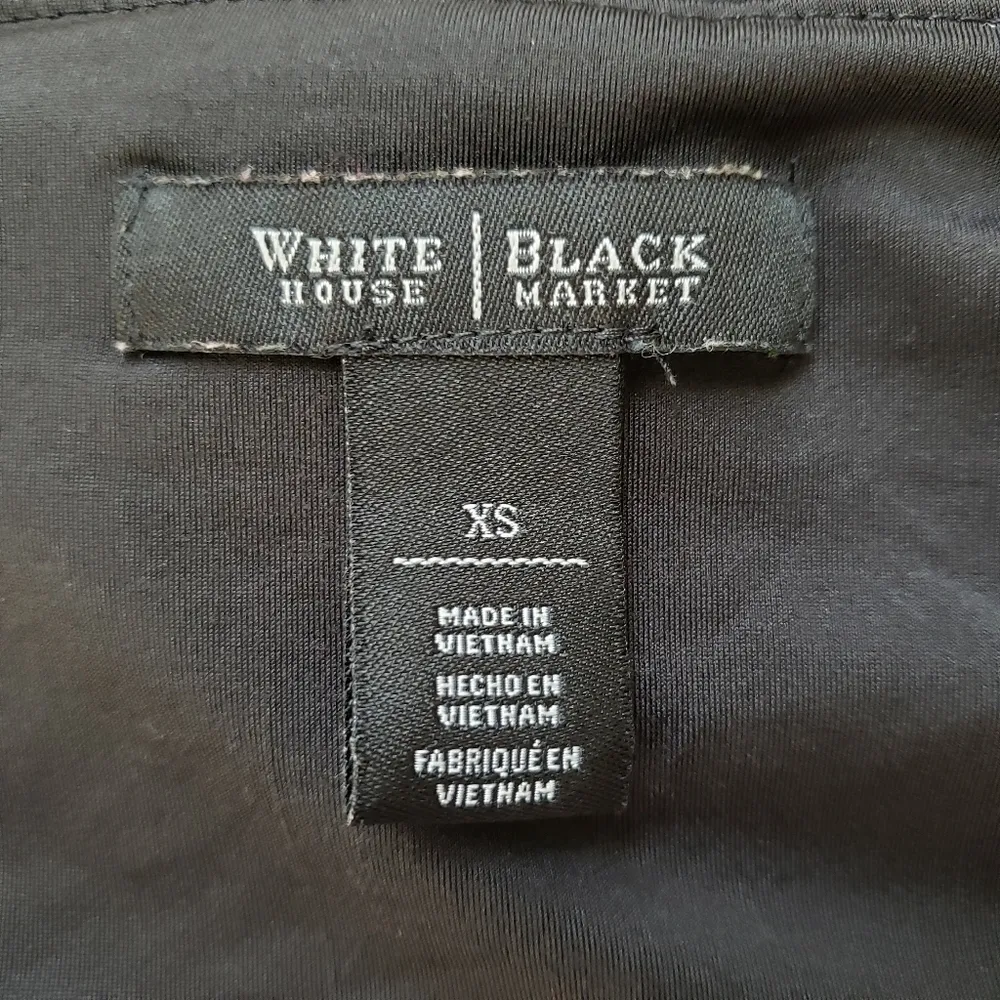 WHITE | BLACK
HOUSE | MARKET
XS
MADE IN
VIETNAM
HECHO EN
VIETNAM
FABRIQUÉ EN
VIETNAM